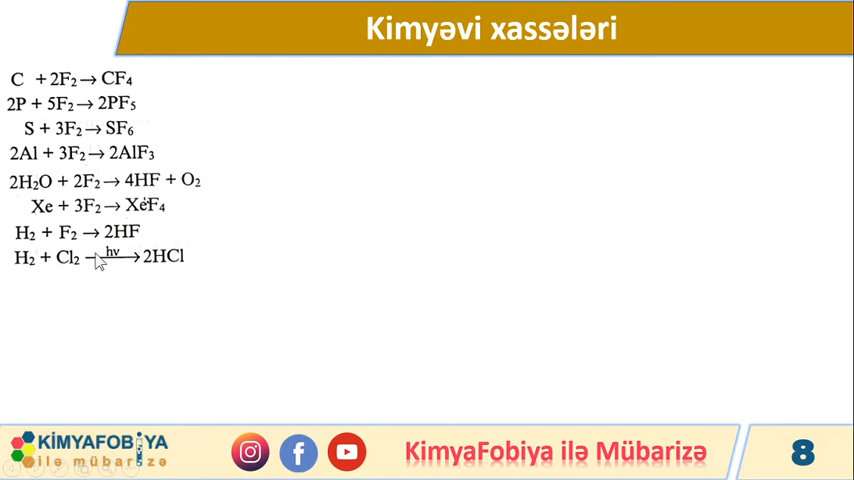 Kimyəvi xassələri
C + 2F₂ → CF₄
2P + 5F₂ → 2PF₅
S + 3F₂ → SF₆
2Al + 3F₂ → 2AlF₃
2H₂O + 2F₂ → 4HF + O₂
Xe + 3F₂ → XeF₄
H₂ + F₂ → 2HF
H₂ + Cl₂ —hν→ 2HCl
KİMYAFOBİYA
ilə mübarizə
KimyaFobiya ilə Mübarizə
8